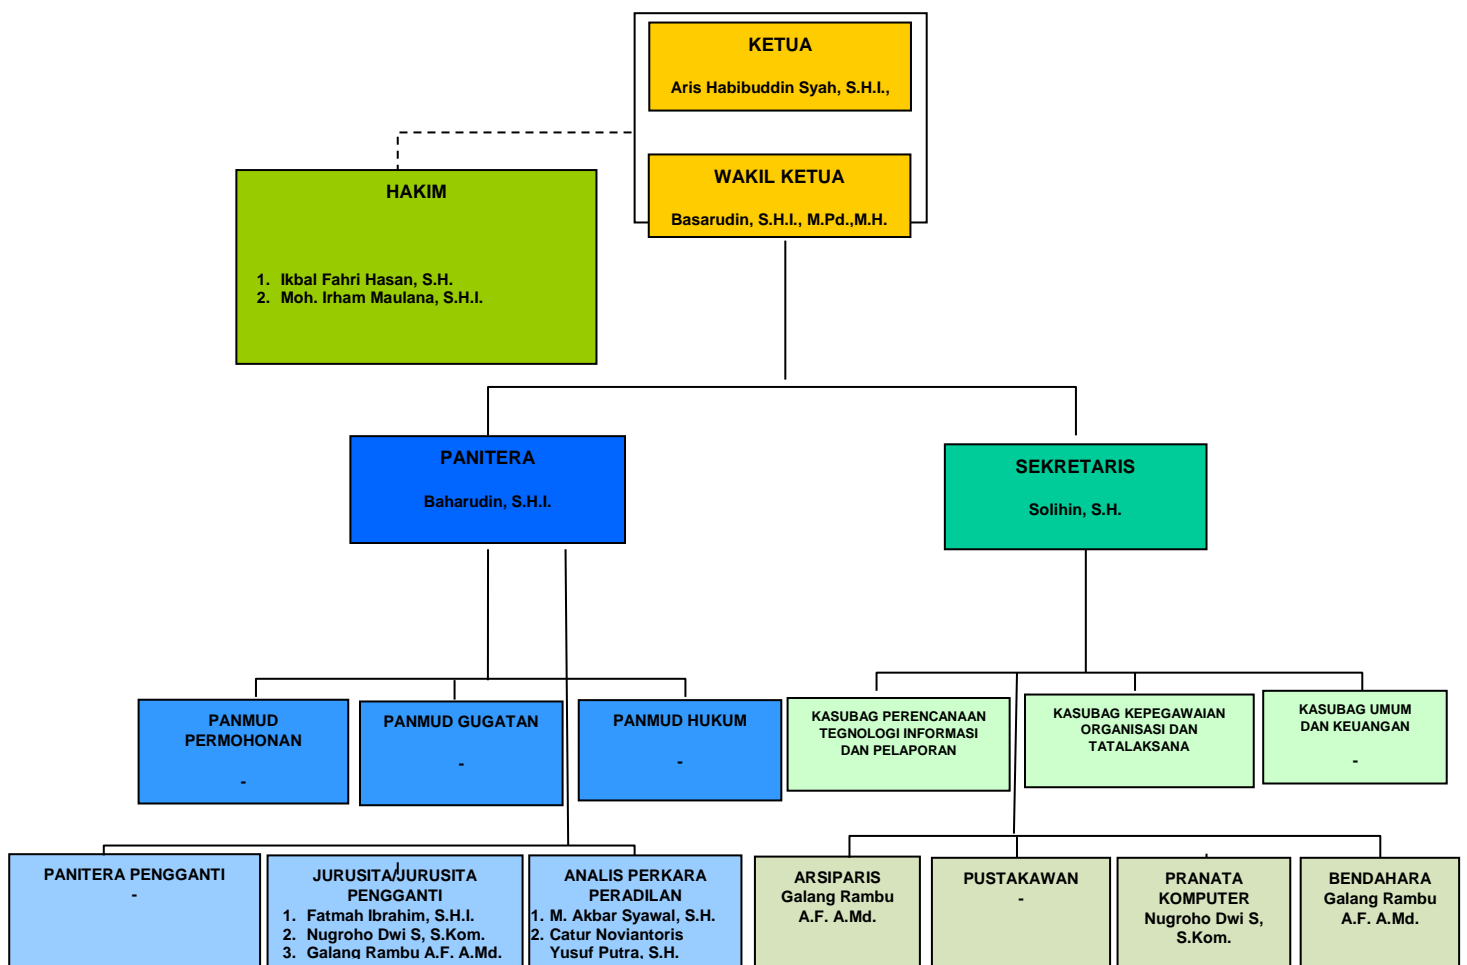 KETUA
Aris Habibuddin Syah, S.H.I.,
WAKIL KETUA
Basarudin, S.H.I., M.Pd.,M.H.
HAKIM
1. Ikbal Fahri Hasan, S.H.
2. Moh. Irham Maulana, S.H.I.
PANITERA
Baharudin, S.H.I.
SEKRETARIS
Solihin, S.H.
PANMUD
PERMOHONAN
-
PANMUD GUGATAN
-
PANMUD HUKUM
-
KASUBAG PERENCANAAN
TEGNOLOGI INFORMASI
DAN PELAPORAN
KASUBAG KEPEGAWAIAN
ORGANISASI DAN
TATALAKSANA
KASUBAG UMUM
DAN KEUANGAN
-
PANITERA PENGGANTI
-
JURUSITA/JURUSITA
PENGGANTI
1. Fatmah Ibrahim, S.H.I.
2. Nugroho Dwi S, S.Kom.
3. Galang Rambu A.F. A.Md.
ANALIS PERKARA
PERADILAN
1. M. Akbar Syawal, S.H.
2. Catur Noviantoris
Yusuf Putra, S.H.
ARSIPARIS
Galang Rambu
A.F. A.Md.
PUSTAKAWAN
-
PRANATA
KOMPUTER
Nugroho Dwi S,
S.Kom.
BENDAHARA
Galang Rambu
A.F. A.Md.